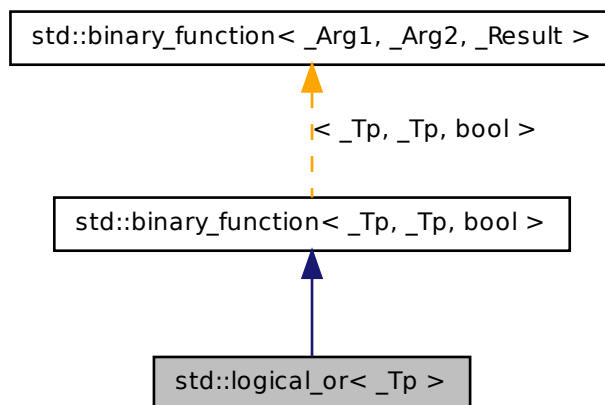 std::binary_function< _Arg1, _Arg2, _Result >
< _Tp, _Tp, bool >
std::binary_function< _Tp, _Tp, bool >
std::logical_or< _Tp >